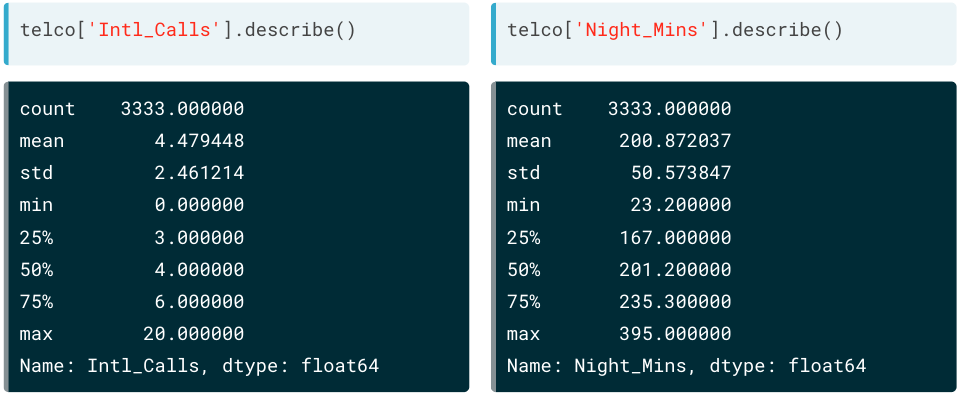 telco['Intl_Calls'].describe()
count    3333.000000
mean        4.479448
std         2.461214
min         0.000000
25%         3.000000
50%         4.000000
75%         6.000000
max        20.000000
Name: Intl_Calls, dtype: float64
telco['Night_Mins'].describe()
count    3333.000000
mean      200.872037
std        50.573847
min        23.200000
25%       167.000000
50%       201.200000
75%       235.300000
max       395.000000
Name: Night_Mins, dtype: float64